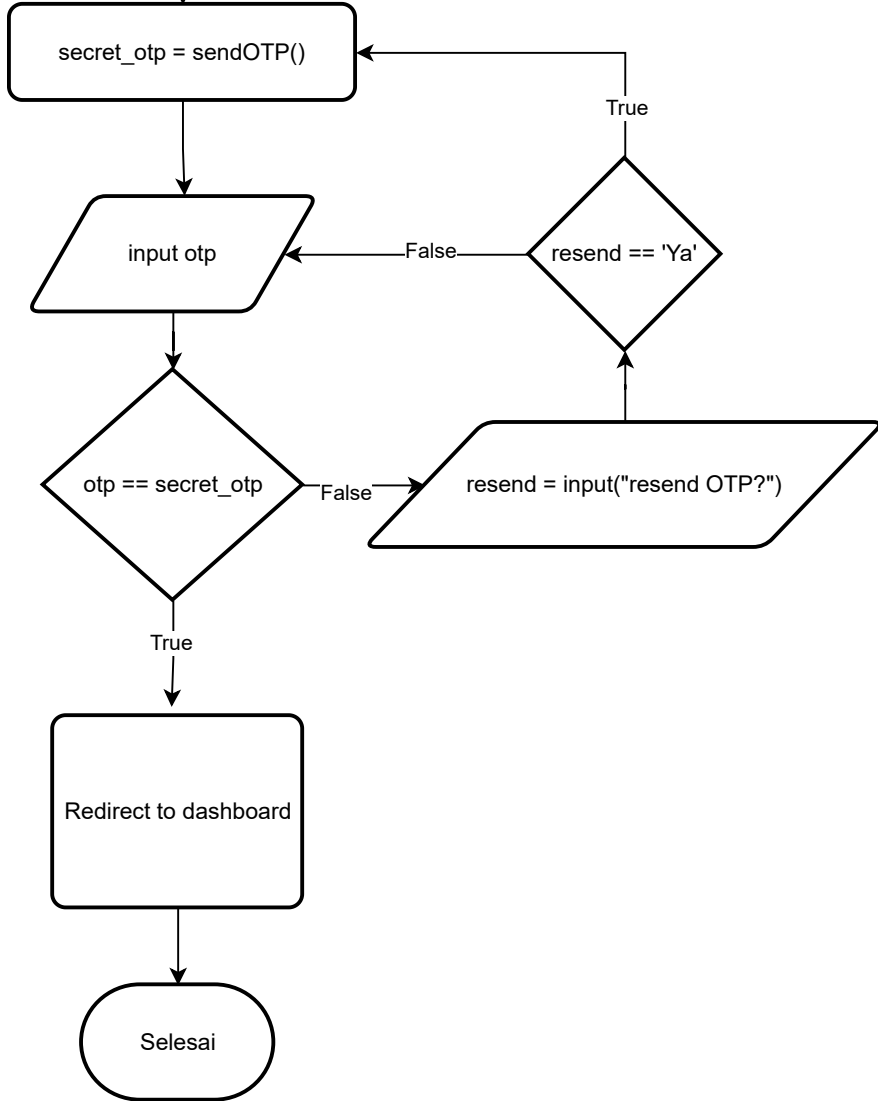 secret_otp = sendOTP()
True
input otp
False
resend == 'Ya'
otp == secret_otp
False
resend = input("resend OTP?")
True
Redirect to dashboard
Selesai